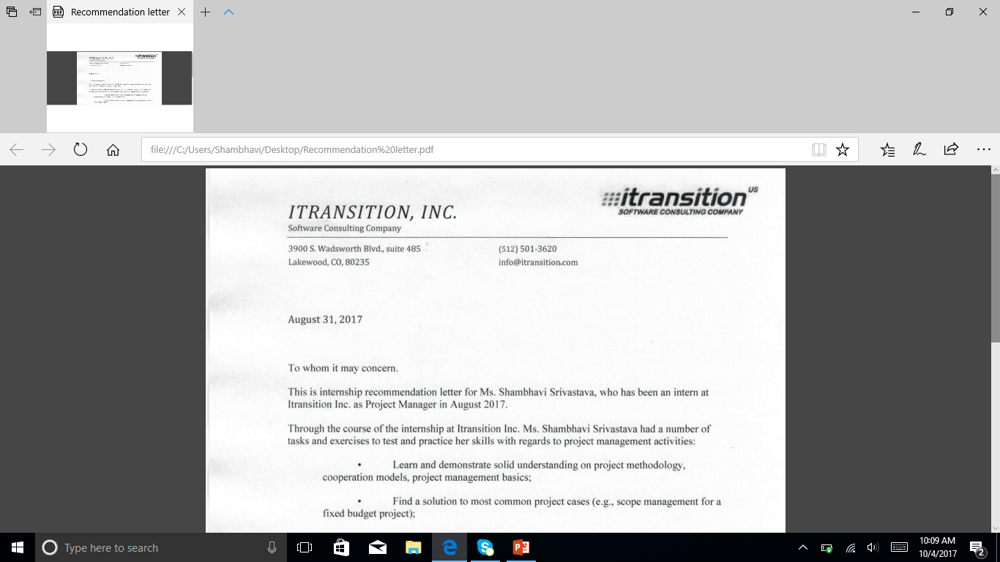 Recommendation letter
file:///C:/Users/Shambhavi/Desktop/Recommendation%20letter.pdf
itransition US
SOFTWARE CONSULTING COMPANY
ITRANSITION, INC.
Software Consulting Company
3900 S. Wadsworth Blvd., suite 485 (512) 501-3620
Lakewood, CO, 80235 info@itransition.com
August 31, 2017
To whom it may concern.
This is internship recommendation letter for Ms. Shambhavi Srivastava, who has been an intern at
Itransition Inc. as Project Manager in August 2017.
Through the course of the internship at Itransition Inc. Ms. Shambhavi Srivastava had a number of
tasks and exercises to test and practice her skills with regards to project management activities:
• Learn and demonstrate solid understanding on project methodology,
cooperation models, project management basics;
• Find a solution to most common project cases (e.g., scope management for a
fixed budget project);
Type here to search
10:09 AM
10/4/2017
2